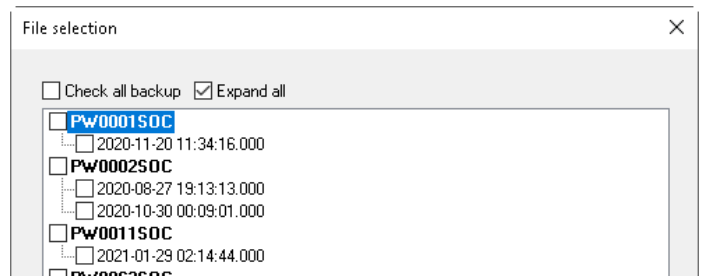 File selection
Check all backup Expand all
PW0001SOC
2020-11-20 11:34:16.000
PW0002SOC
2020-08-27 19:13:13.000
2020-10-30 00:09:01.000
PW0011SOC
2021-01-29 02:14:44.000